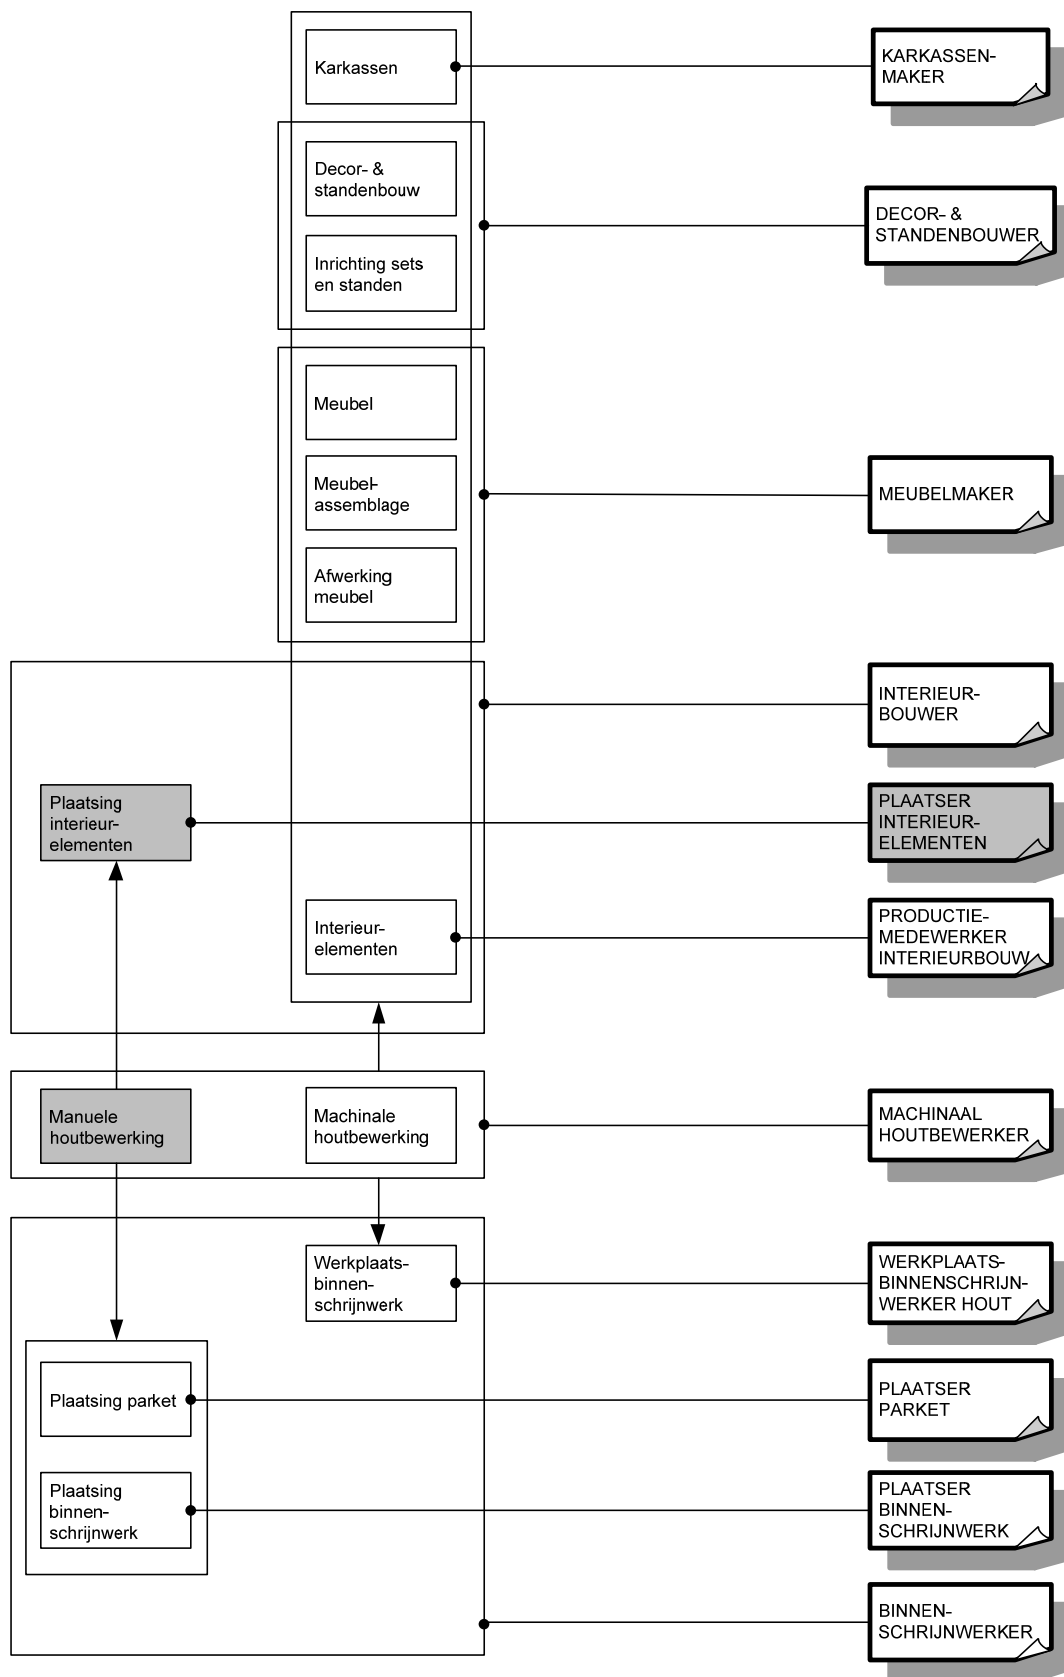 Karkassen
KARKASSEN-
MAKER
Decor- &
standenbouw
DECOR- &
STANDENBOUWER
Inrichting sets
en standen
Meubel
Meubel-
assemblage
MEUBELMAKER
Afwerking
meubel
INTERIEUR-
BOUWER
Plaatsing
interieur-
elementen
PLAATSER
INTERIEUR-
ELEMENTEN
Interieur-
elementen
PRODUCTIE-
MEDEWERKER
INTERIEURBOUW
Manuele
houtbewerking
Machinale
houtbewerking
MACHINAAL
HOUTBEWERKER
Werkplaats-
binnen-
schrijnwerk
WERKPLAATS-
BINNENSCHRIJN-
WERKER HOUT
Plaatsing parket
PLAATSER
PARKET
Plaatsing
binnen-
schrijnwerk
PLAATSER
BINNEN-
SCHRIJNWERK
BINNEN-
SCHRIJNWERKER